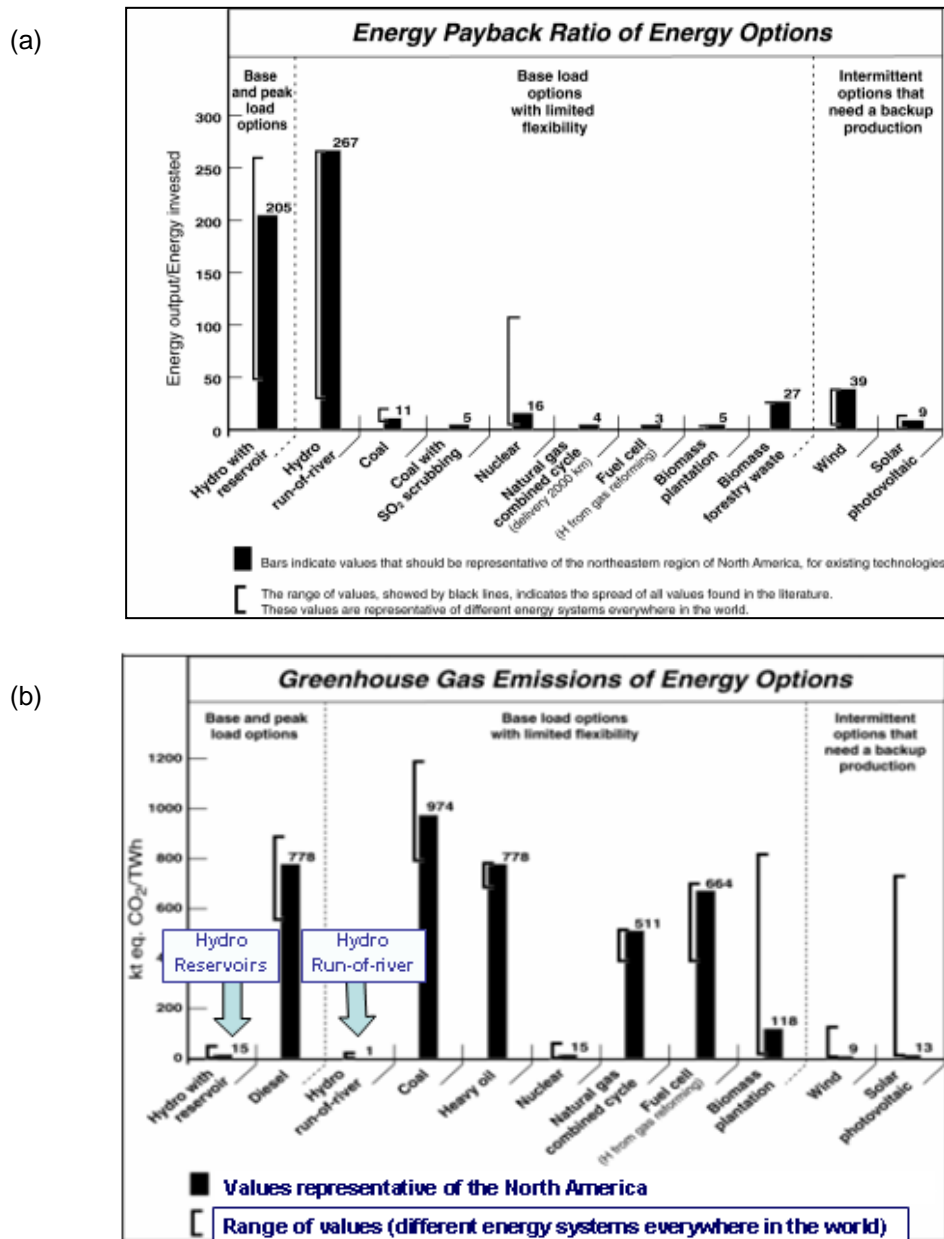 (a)
Energy Payback Ratio of Energy Options
Base
and peak
load
options
Base load
options
with limited
flexibility
Intermittent
options that
need a backup
production
Energy output/Energy invested
300
250
200
150
100
50
0
205
267
11
5
16
4
3
5
27
39
9
Hydro with
reservoir
Hydro
run-of-river
Coal
Coal with
SO₂ scrubbing
Nuclear
Natural gas
combined cycle
(delivery 2000 km)
Fuel cell
(H from gas reforming)
Biomass
plantation
Biomass
forestry waste
Wind
Solar
photovoltaic
Bars indicate values that should be representative of the northeastern region of North America, for existing technologies
The range of values, showed by black lines, indicates the spread of all values found in the literature.
These values are representative of different energy systems everywhere in the world.
(b)
Greenhouse Gas Emissions of Energy Options
Base and peak
load options
Base load options
with limited flexibility
Intermittent
options that
need a backup
production
kt eq. CO₂/TWh
1200
1000
800
600
200
0
Hydro
Reservoirs
Hydro
Run-of-river
15
778
1
974
778
15
511
664
118
9
13
Hydro with
reservoir
Diesel
Hydro
run-of-river
Coal
Heavy oil
Nuclear
Natural gas
combined cycle
Fuel cell
(H from gas reforming)
Biomass
plantation
Wind
Solar
photovoltaic
Values representative of the North America
Range of values (different energy systems everywhere in the world)